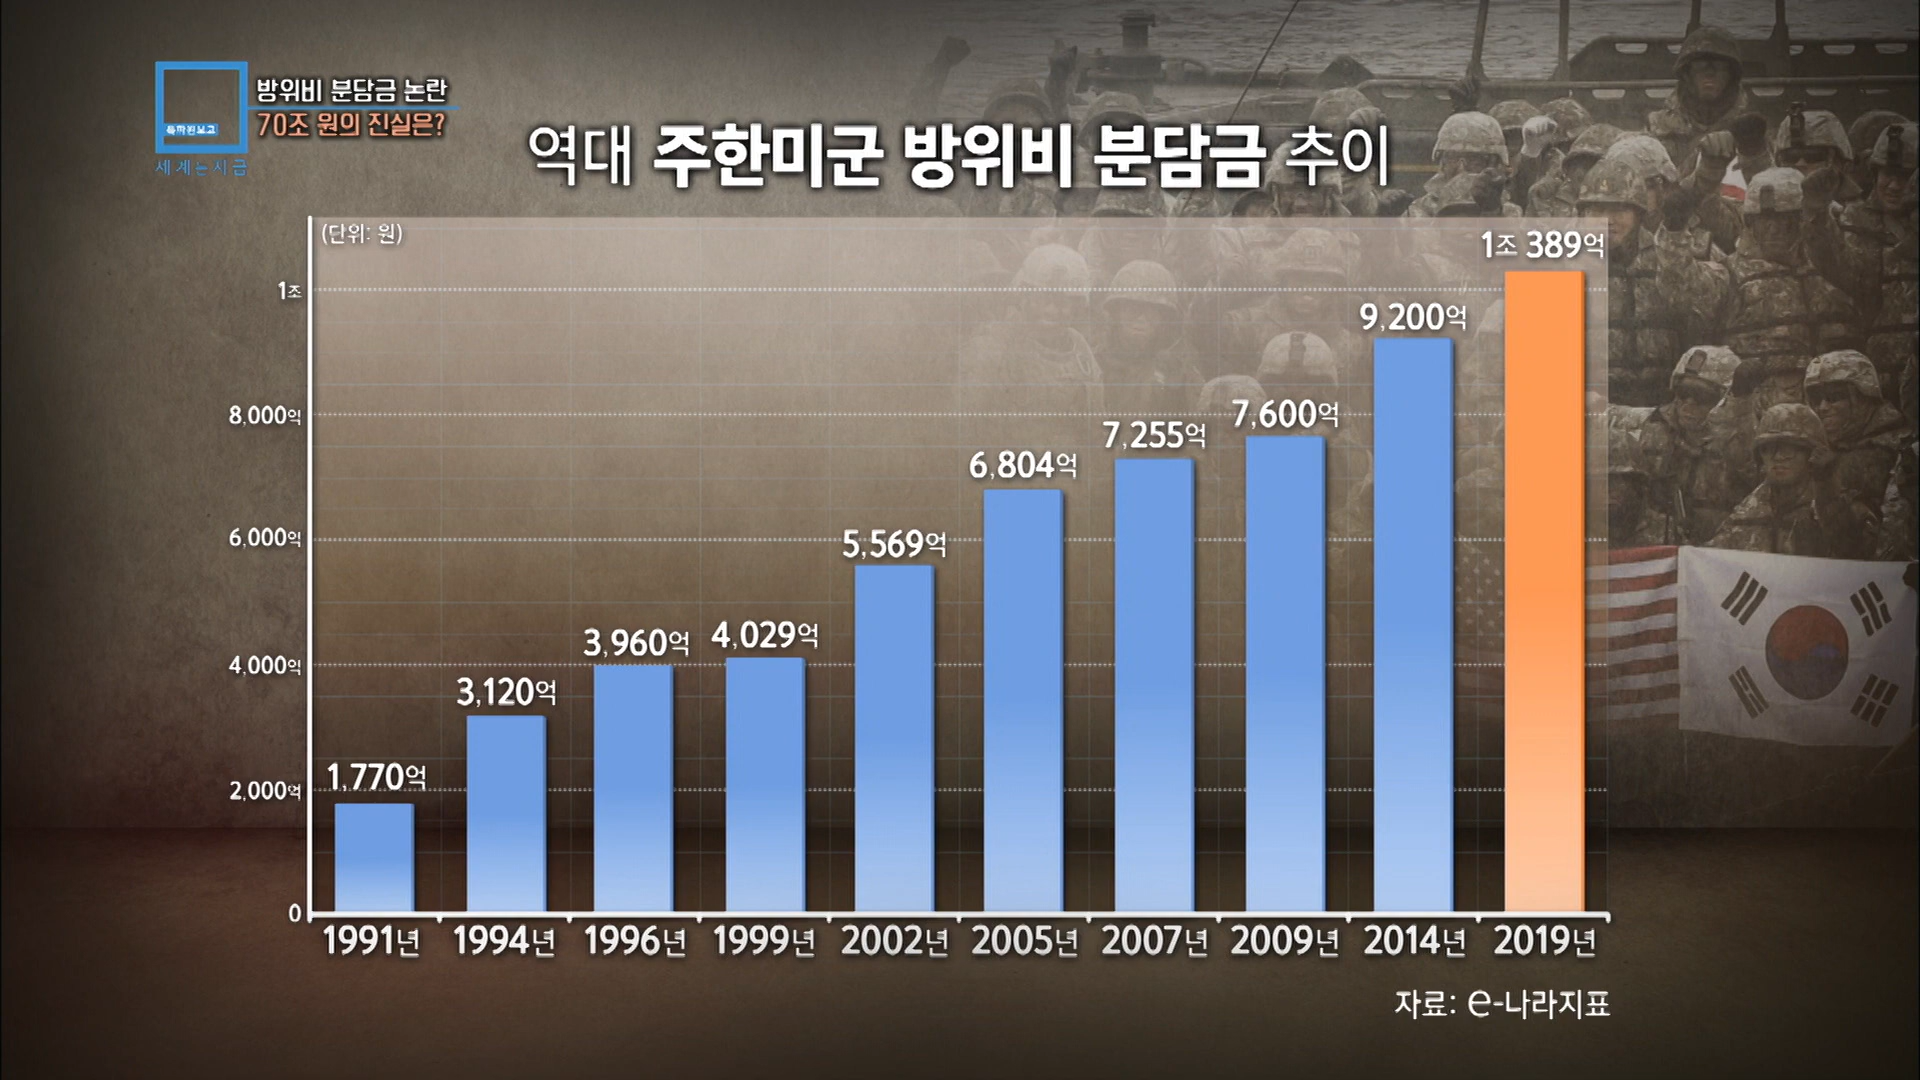 방위비 분담금 논란
70조 원의 진실은?
특파원 보고
세계는 지금
역대 주한미군 방위비 분담금 추이
(단위: 원)
1조
8,000억
6,000억
4,000억
2,000억
0
1,770억
3,120억
3,960억
4,029억
5,569억
6,804억
7,255억
7,600억
9,200억
1조 389억
1991년
1994년
1996년
1999년
2002년
2005년
2007년
2009년
2014년
2019년
자료: e-나라지표